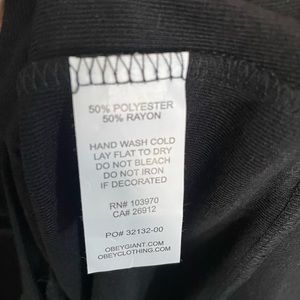 50% POLYESTER
50% RAYON
HAND WASH COLD
LAY FLAT TO DRY
DO NOT BLEACH
DO NOT IRON
IF DECORATED
RN# 103970
CA# 26912
PO# 32132-00
OBEYGIANT.COM
OBEYCLOTHING.COM